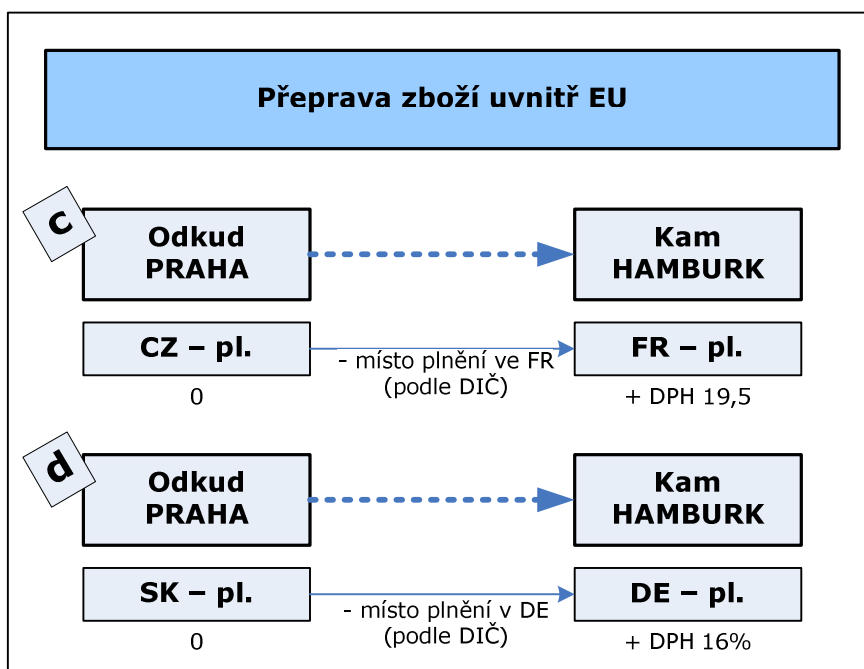 Přeprava zboží uvnitř EU
c
Odkud
PRAHA
Kam
HAMBURK
CZ – pl.
- místo plnění ve FR
(podle DIČ)
FR – pl.
0
+ DPH 19,5
d
Odkud
PRAHA
Kam
HAMBURK
SK – pl.
- místo plnění v DE
(podle DIČ)
DE – pl.
0
+ DPH 16%